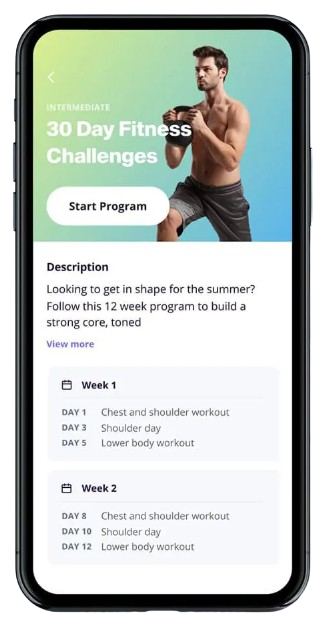 INTERMEDIATE
30 Day Fitness
Challenges
Start Program
Description
Looking to get in shape for the summer?
Follow this 12 week program to build a
strong core, toned
View more
Week 1
DAY 1 Chest and shoulder workout
DAY 3 Shoulder day
DAY 5 Lower body workout
Week 2
DAY 8 Chest and shoulder workout
DAY 10 Shoulder day
DAY 12 Lower body workout